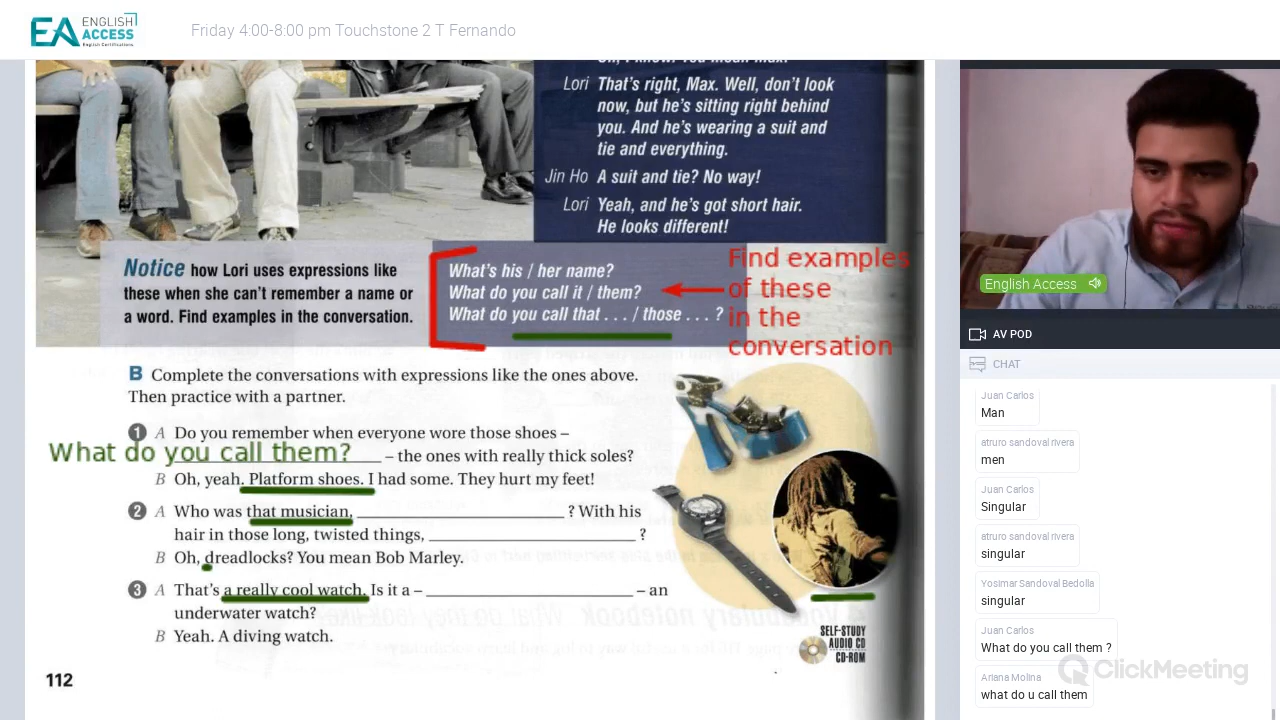 EA ENGLISH ACCESS
English Certifications
Friday 4:00-8:00 pm Touchstone 2 T Fernando
Lori That's right, Max. Well, don't look
now, but he's sitting right behind
you. And he's wearing a suit and
tie and everything.
Jin Ho A suit and tie? No way!
Lori Yeah, and he's got short hair.
He looks different!
Notice how Lori uses expressions like
these when she can't remember a name or
a word. Find examples in the conversation.
What's his / her name?
What do you call it / them?
What do you call that . . . / those . . . ?
Find examples
of these
in the
conversation
B Complete the conversations with expressions like the ones above.
Then practice with a partner.
1 A Do you remember when everyone wore those shoes –
What do you call them?
– the ones with really thick soles?
B Oh, yeah. Platform shoes. I had some. They hurt my feet!
2 A Who was that musician, ? With his
hair in those long, twisted things, ?
B Oh, dreadlocks? You mean Bob Marley.
3 A That's a really cool watch. Is it a – – an
underwater watch?
B Yeah. A diving watch.
SELF-STUDY
AUDIO CD
CD-ROM
112
English Access
AV POD
CHAT
Juan Carlos
Man
atruro sandoval rivera
men
Juan Carlos
Singular
atruro sandoval rivera
singular
Yosimar Sandoval Bedolla
singular
Juan Carlos
What do you call them ?
Ariana Molina
what do u call them
ClickMeeting